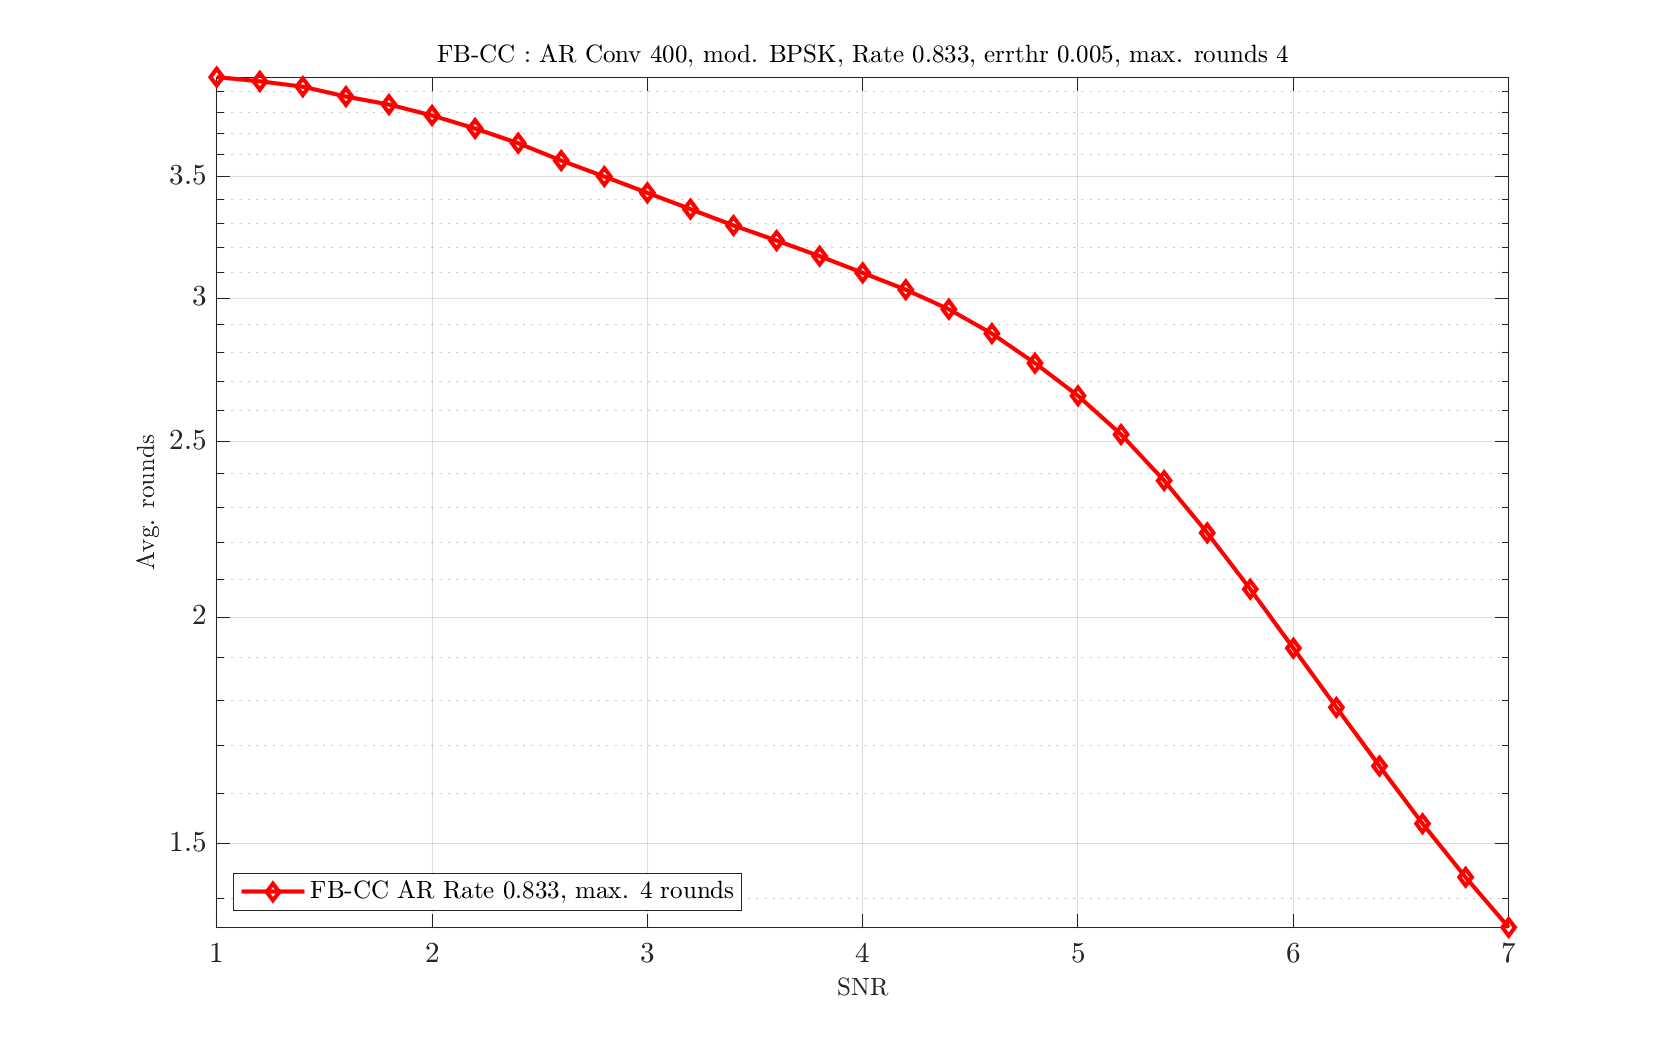 FB-CC : AR Conv 400, mod. BPSK, Rate 0.833, errthr 0.005, max. rounds 4
3.5
3
2.5
2
1.5
Avg. rounds
FB-CC AR Rate 0.833, max. 4 rounds
1 2 3 4 5 6 7
SNR